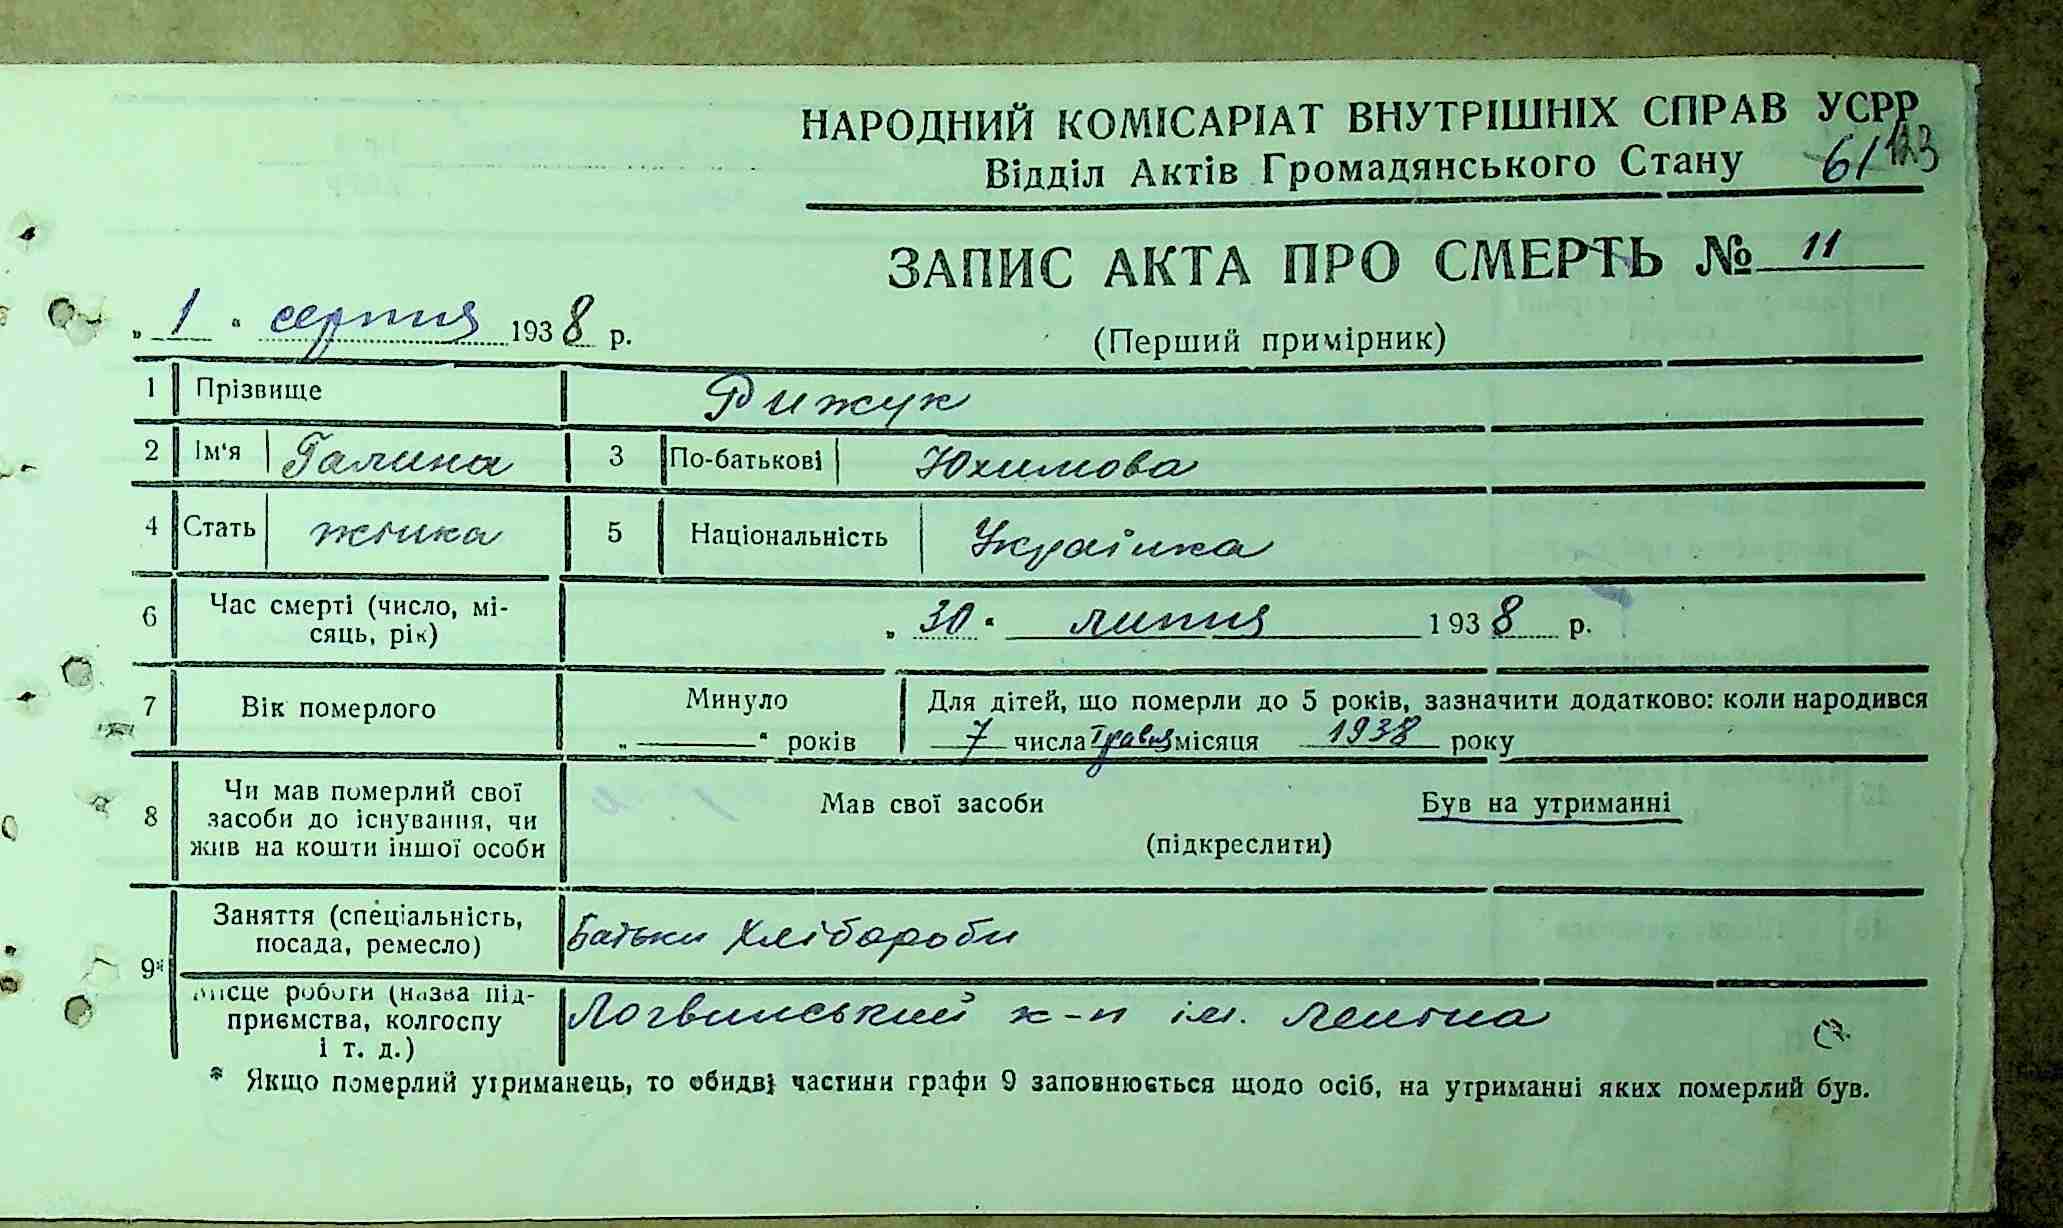 НАРОДНИЙ КОМІСАРІАТ ВНУТРІШНІХ СПРАВ УСРР
Відділ Актів Громадянського Стану 61 123
ЗАПИС АКТА ПРО СМЕРТЬ № 11
„ 1 “ серпня 1938 р.
(Перший примірник)
1 Прізвище Рижук
2 Ім'я Галина 3 По-батькові Юхимова
4 Стать жінка 5 Національність Українка
6 Час смерті (число, мі-
сяць, рік) „ 30 “ липня 1938 р.
7 Вік померлого Минуло „ — “ років Для дітей, що померли до 5 років, зазначити додатково: коли народився
7 числа травня місяця 1938 року
8 Чи мав померлий свої
засоби до існування, чи
жив на кошти іншої особи
Мав свої засоби Був на утриманні
(підкреслити)
9* Заняття (спеціальність,
посада, ремесло) Батьки Хлібороби
Місце роботи (назва під-
приємства, колгоспу
і т. д.) Логвинський к-п ім. Леніна
* Якщо померлий утриманець, то обидві частини графи 9 заповнюється щодо осіб, на утриманні яких померлий був.